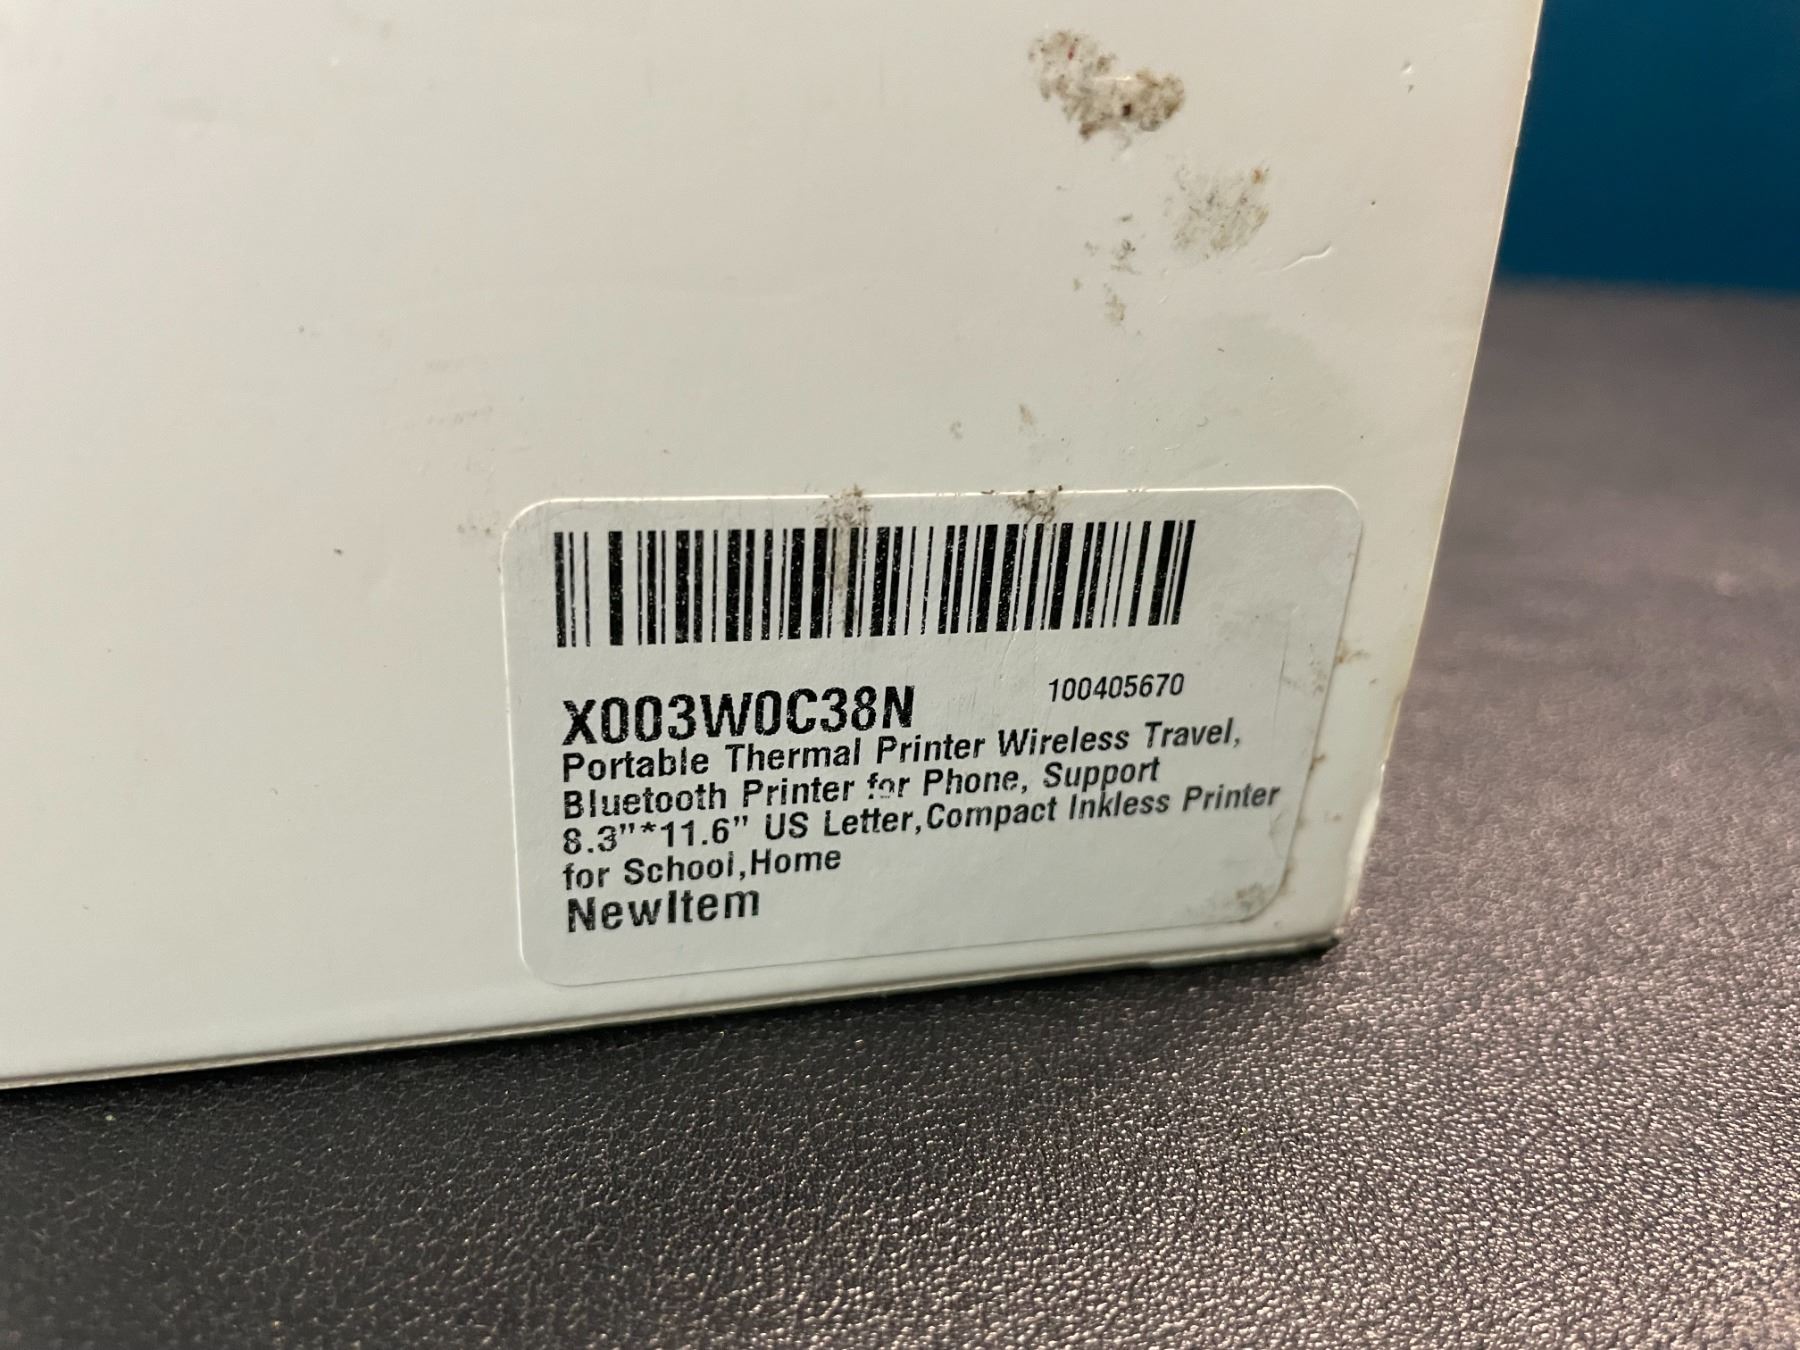 X003W0C38N 100405670
Portable Thermal Printer Wireless Travel,
Bluetooth Printer for Phone, Support
8.3"*11.6" US Letter,Compact Inkless Printer
for School,Home
NewItem